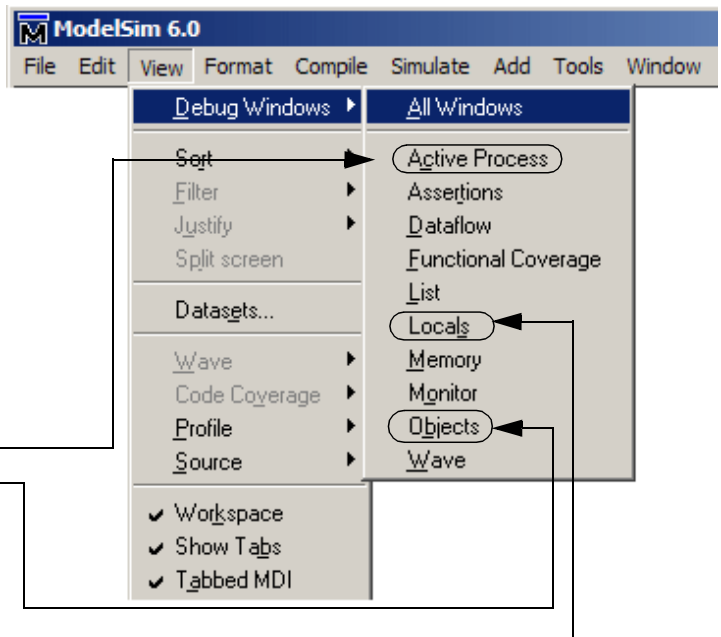 ModelSim 6.0
File Edit View Format Compile Simulate Add Tools Window
Debug Windows
Sort
Filter
Justify
Split screen
Datasets...
Wave
Code Coverage
Profile
Source
Workspace
Show Tabs
Tabbed MDI
All Windows
Active Process
Assertions
Dataflow
Functional Coverage
List
Locals
Memory
Monitor
Objects
Wave